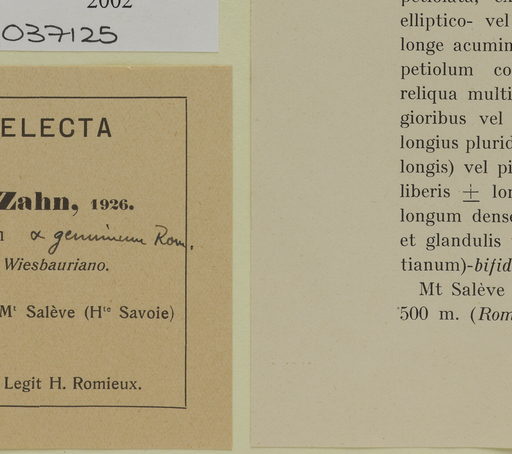 2002
037125
ELECTA
Zahn, 1926.
α genuinum Rom.
Wiesbauriano.
Mt Salève (Hte Savoie)
Legit H. Romieux.
elliptico- vel
longe acumin
petiolum co
reliqua multi
gioribus vel
longius plurid
longis) vel pi
liberis ± lon
longum dense
et glandulis
tianum)-bifid
Mt Salève
500 m. (Rom